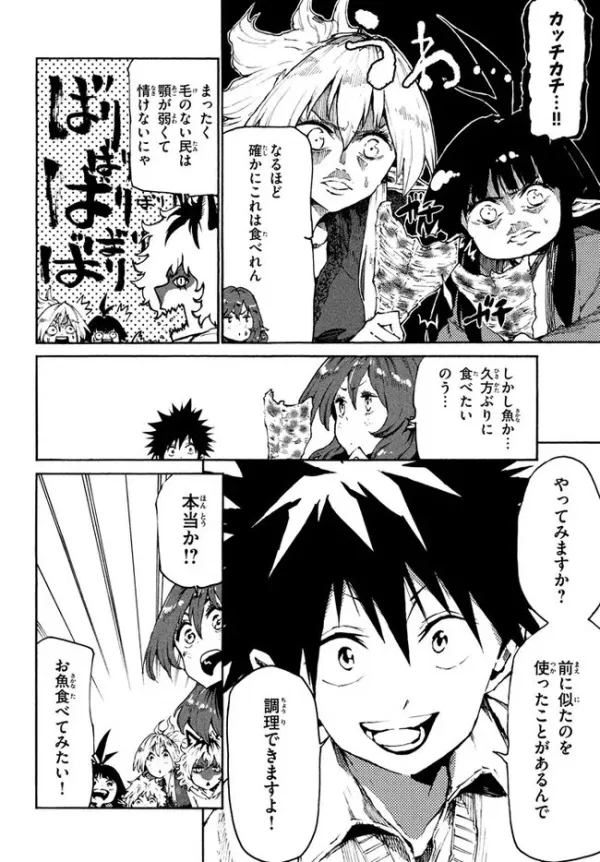 カッチカチ…!!
わ…
ガチ
ガチ
なるほど
確かにこれは食べれん
まったく
毛のない民は
顎が弱くて
情けないにゃ
ばり
ばり
ばり
ばり
ばぎり
ば
しかし魚か…
久方ぶりに
食べたい
のう…
やってみますか?
前に似たのを
使ったことがあるんで
調理できますよ!
本当か!?
お魚食べてみたい!